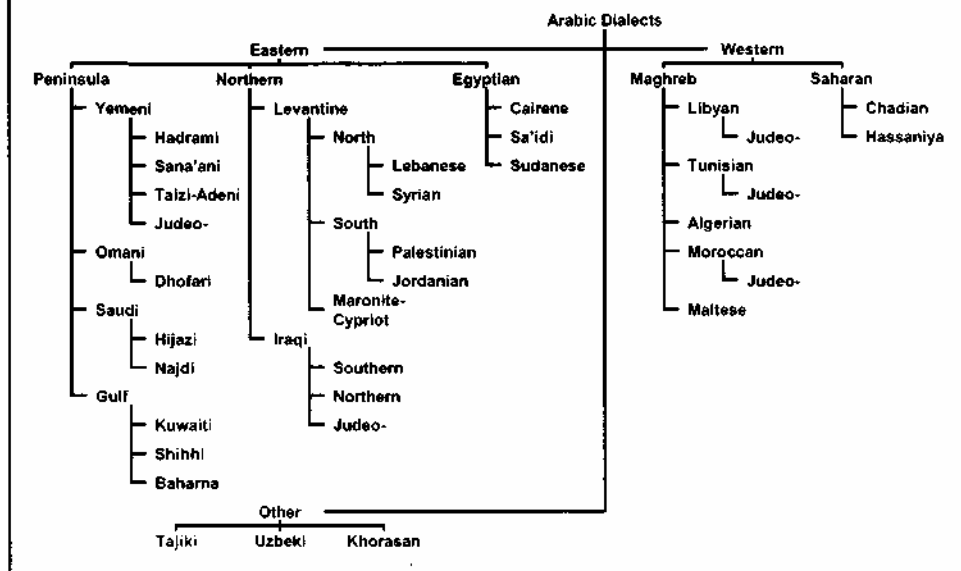 Arabic Dialects
Eastern
Western
Peninsula
Northern
Egyptian
Maghreb
Saharan
Yemeni
Hadrami
Sana'ani
Taizi-Adeni
Judeo-
Omani
Dhofari
Saudi
Hijazi
Najdi
Gulf
Kuwaiti
Shihhi
Baharna
Levantine
North
Lebanese
Syrian
South
Palestinian
Jordanian
Maronite-
Cypriot
Iraqi
Southern
Northern
Judeo-
Cairene
Sa'idi
Sudanese
Libyan
Judeo-
Tunisian
Judeo-
Algerian
Moroccan
Judeo-
Maltese
Chadian
Hassaniya
Other
Tajiki
Uzbeki
Khorasan